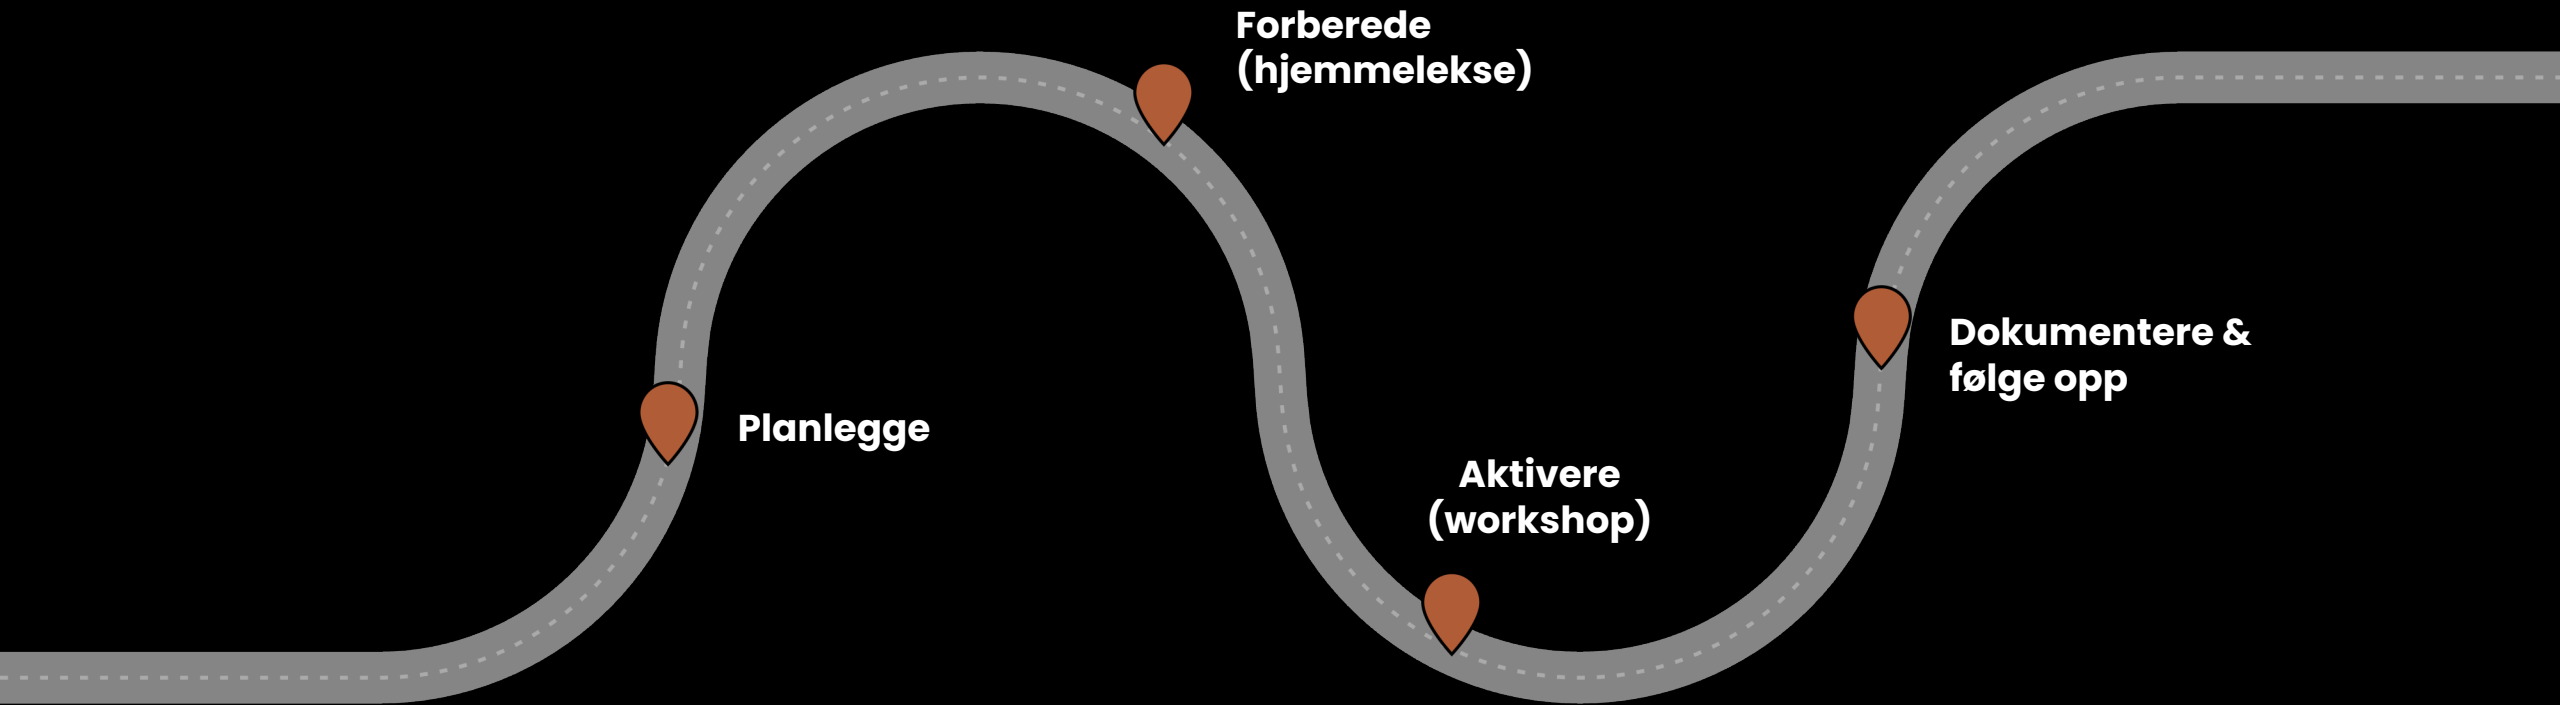 Forberede
(hjemmelekse)
Planlegge
Aktivere
(workshop)
Dokumentere &
følge opp